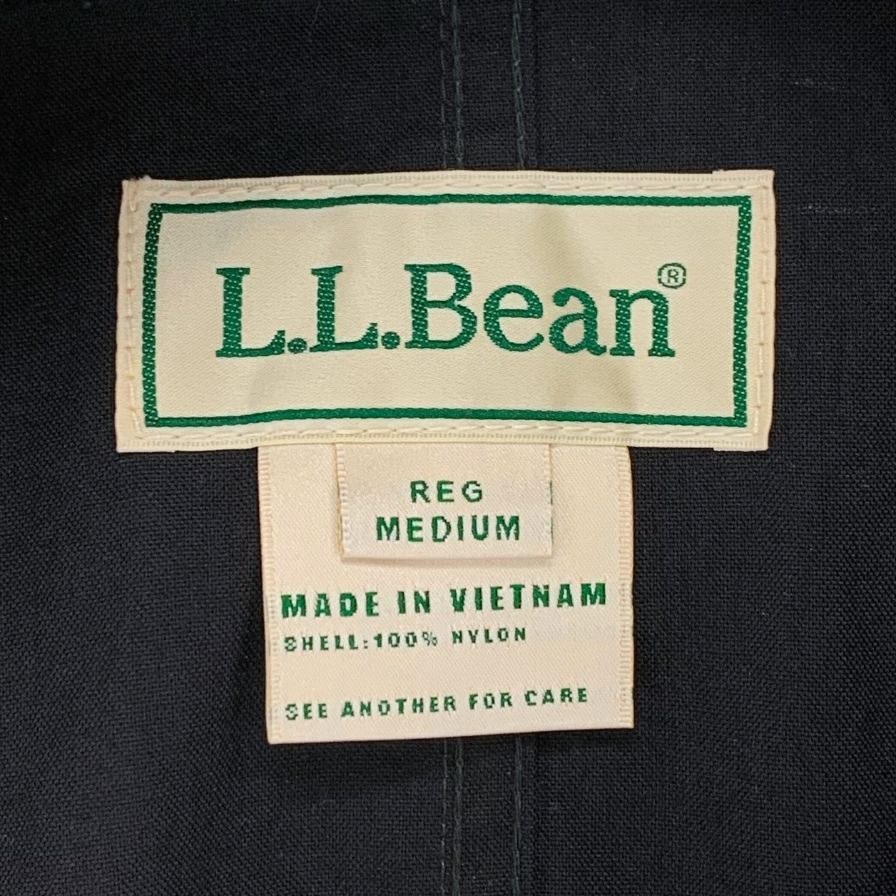 L.L.Bean®
REG
MEDIUM
MADE IN VIETNAM
SHELL:100% NYLON
SEE ANOTHER FOR CARE